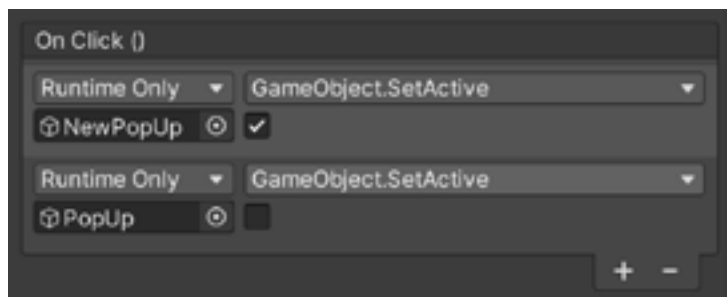 On Click ()
Runtime Only GameObject.SetActive
NewPopUp
Runtime Only GameObject.SetActive
PopUp
+ -